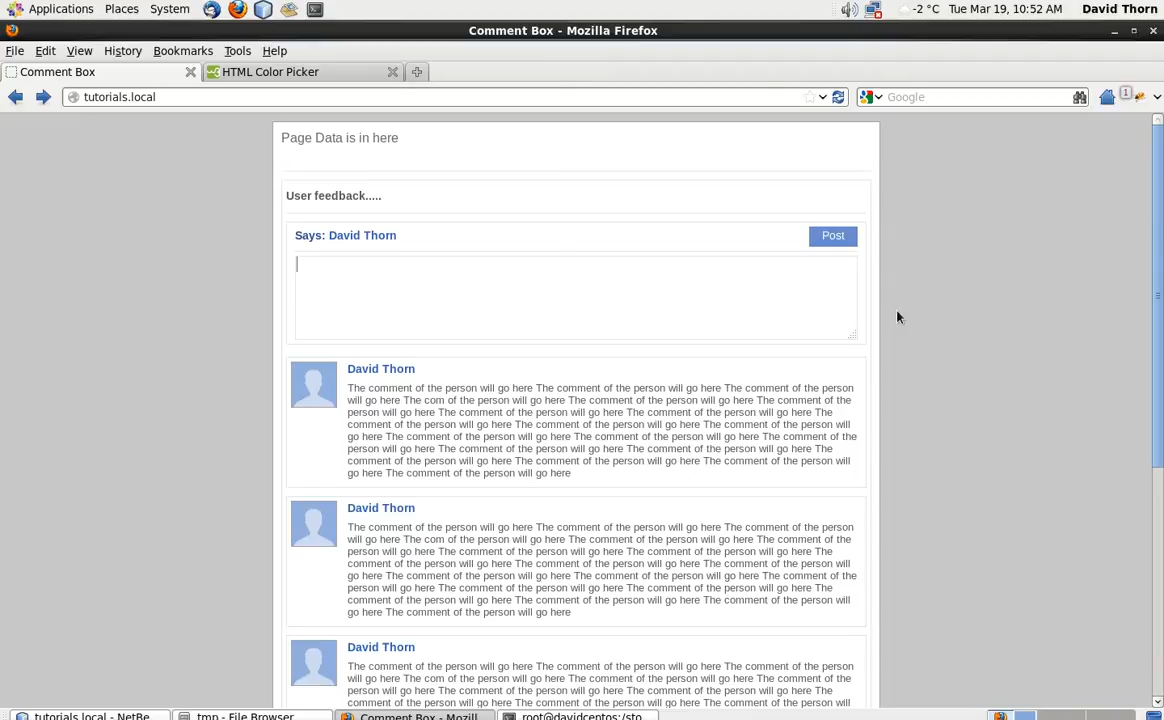 Applications Places System -2 °C Tue Mar 19, 10:52 AM David Thorn
Comment Box - Mozilla Firefox
File Edit View History Bookmarks Tools Help
Comment Box HTML Color Picker
tutorials.local Google 1
Page Data is in here
User feedback.....
Says: David Thorn Post
David Thorn
The comment of the person will go here The comment of the person will go here The comment of the person
will go here The com of the person will go here The comment of the person will go here The comment of the
person will go here The comment of the person will go here The comment of the person will go here The
comment of the person will go here The comment of the person will go here The comment of the person will
go here The comment of the person will go here The comment of the person will go here The comment of the
person will go here The comment of the person will go here The comment of the person will go here The
comment of the person will go here The comment of the person will go here The comment of the person will
go here The comment of the person will go here
David Thorn
The comment of the person will go here The comment of the person will go here The comment of the person
will go here The com of the person will go here The comment of the person will go here The comment of the
person will go here The comment of the person will go here The comment of the person will go here The
comment of the person will go here The comment of the person will go here The comment of the person will
go here The comment of the person will go here The comment of the person will go here The comment of the
person will go here The comment of the person will go here The comment of the person will go here The
comment of the person will go here The comment of the person will go here The comment of the person will
go here The comment of the person will go here
David Thorn
The comment of the person will go here The comment of the person will go here The comment of the person
will go here The com of the person will go here The comment of the person will go here The comment of the
person will go here The comment of the person will go here The comment of the person will go here The
comment of the person will go here The comment of the person will go here The comment of the person will
tutorials.local - NetBe... tmp - File Browser Comment Box - Mozill... root@davidcentos:/sto...